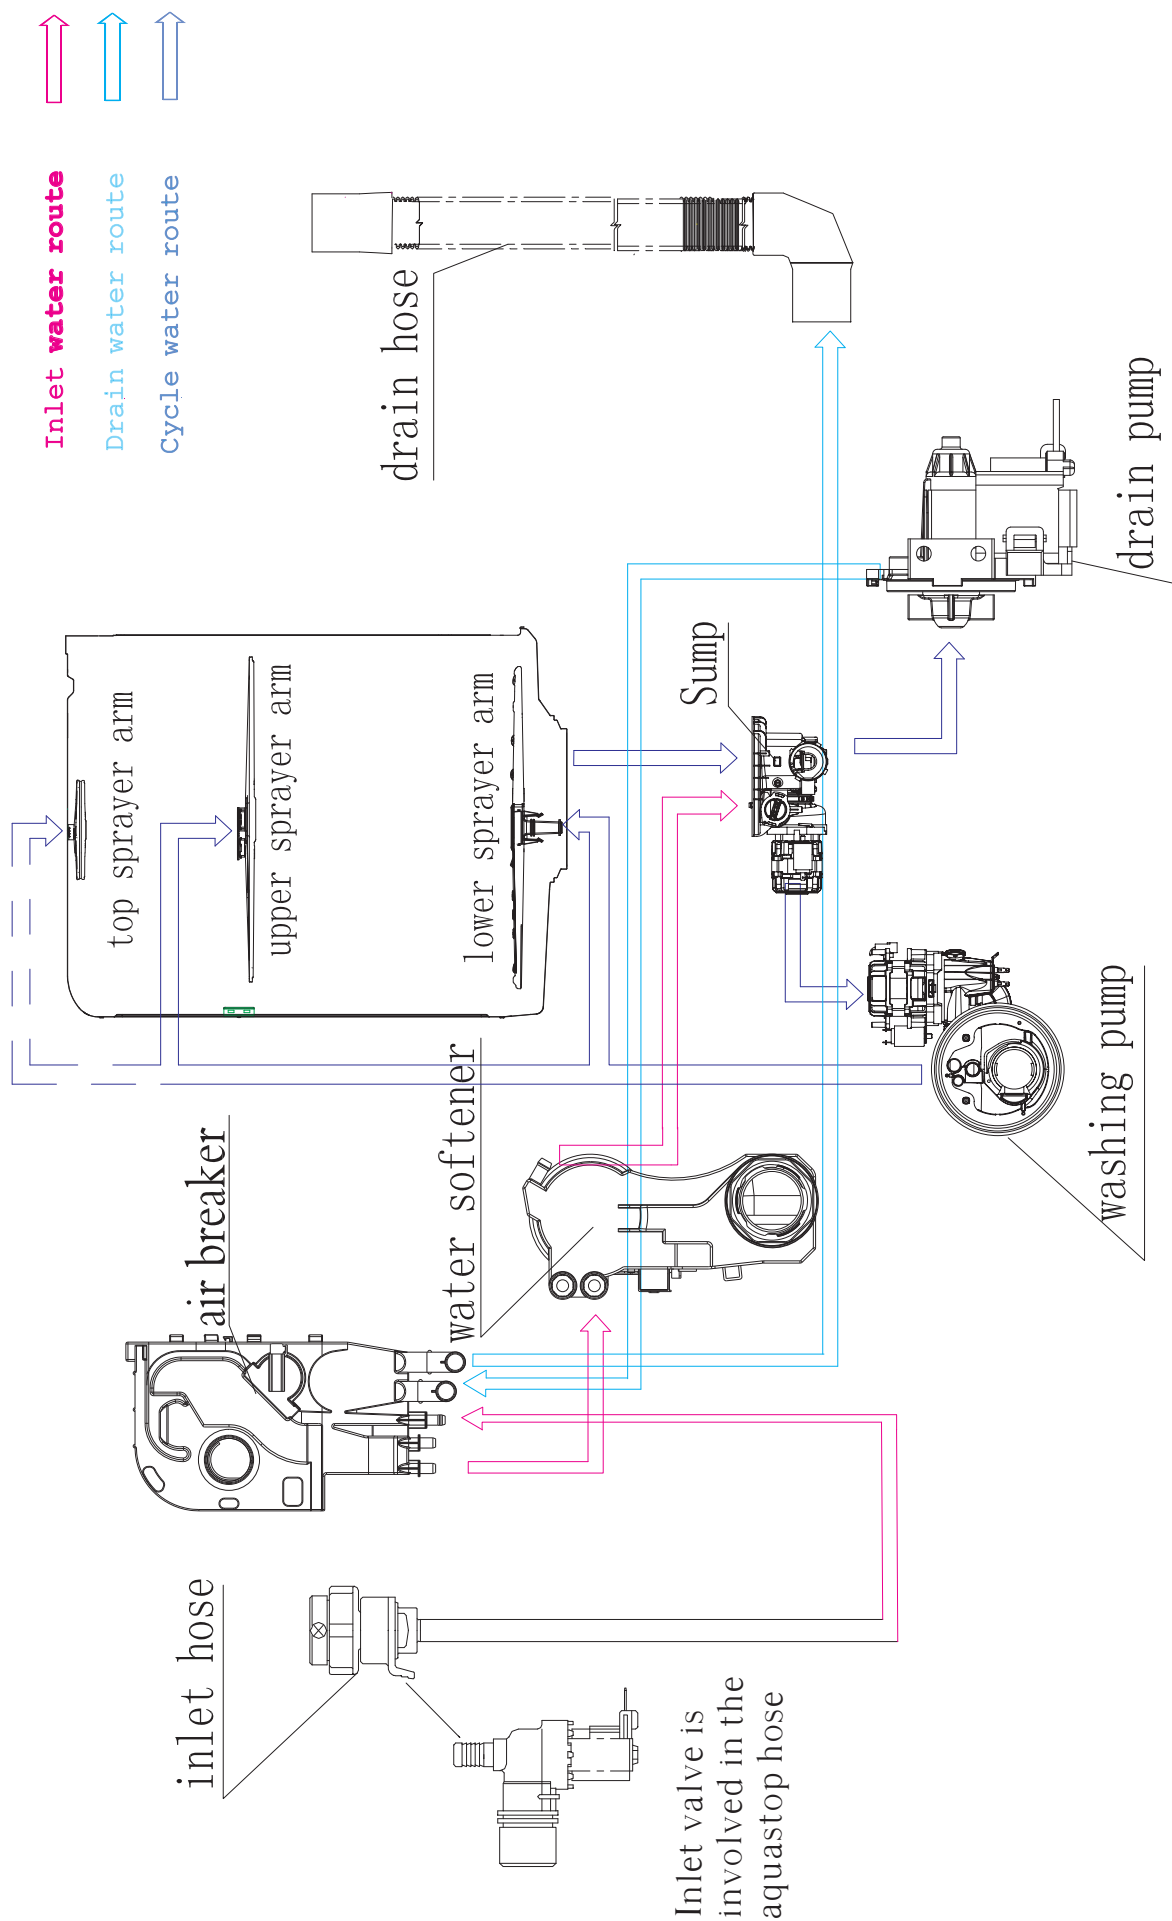 Inlet water route
Drain water route
Cycle water route
drain hose
drain pump
top sprayer arm
upper sprayer arm
lower sprayer arm
Sump
washing pump
air breaker
water softener
inlet hose
Inlet valve is
involved in the
aquastop hose